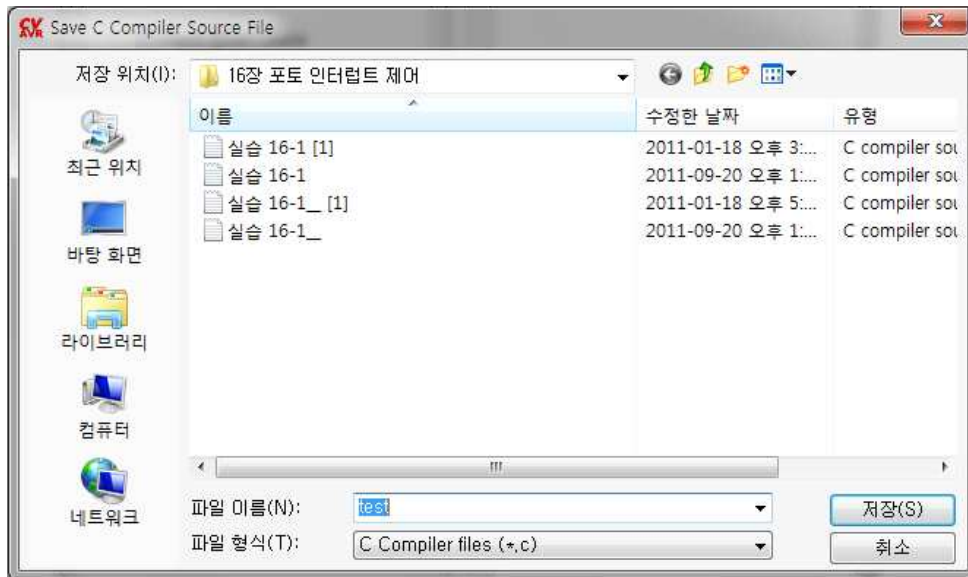 CV AVR Save C Compiler Source File
저장 위치(I): 16장 포토 인터럽트 제어
이름 수정한 날짜 유형
실습 16-1 [1] 2011-01-18 오후 3:... C compiler sou
실습 16-1 2011-09-20 오후 1:... C compiler sou
실습 16-1__ [1] 2011-01-18 오후 5:... C compiler sou
실습 16-1__ 2011-09-20 오후 1:... C compiler sou
최근 위치
바탕 화면
라이브러리
컴퓨터
네트워크
파일 이름(N): test 저장(S)
파일 형식(T): C Compiler files (*.c) 취소